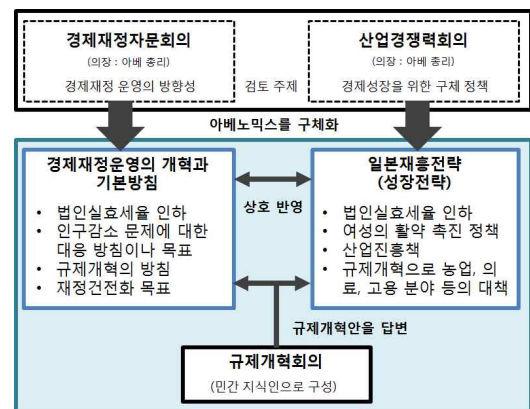 경제재정자문회의
(의장 : 아베 총리)
경제재정 운영의 방향성
검토 주제
산업경쟁력회의
(의장 : 아베 총리)
경제성장을 위한 구체 정책
아베노믹스를 구체화
경제재정운영의 개혁과
기본방침
• 법인실효세율 인하
• 인구감소 문제에 대한
대응 방침이나 목표
• 규제개혁의 방침
• 재정건전화 목표
상호 반영
일본재흥전략
(성장전략)
• 법인실효세율 인하
• 여성의 활약 촉진 정책
• 산업진흥책
• 규제개혁으로 농업, 의
료, 고용 분야 등의 대책
규제개혁안을 답변
규제개혁회의
(민간 지식인으로 구성)